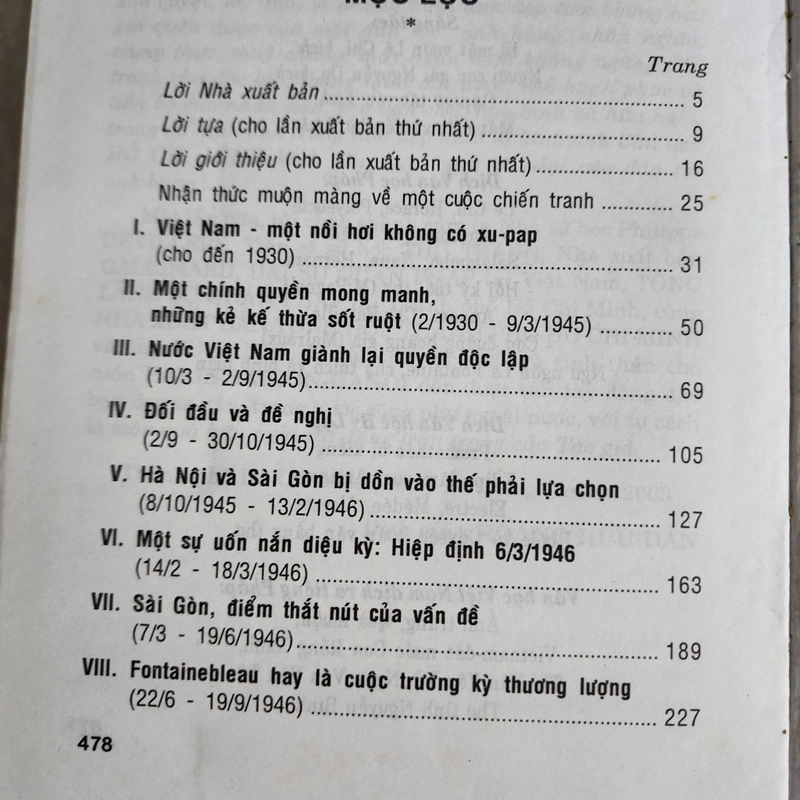 MỤC LỤC
*
Trang
Lời Nhà xuất bản ........ 5
Lời tựa (cho lần xuất bản thứ nhất) ........ 9
Lời giới thiệu (cho lần xuất bản thứ nhất) ........ 16
Nhận thức muộn màng về một cuộc chiến tranh ........ 25
I. Việt Nam - một nồi hơi không có xu-pap
(cho đến 1930) ........ 31
II. Một chính quyền mong manh,
những kẻ kế thừa sốt ruột (2/1930 - 9/3/1945) ........ 50
III. Nước Việt Nam giành lại quyền độc lập
(10/3 - 2/9/1945) ........ 69
IV. Đối đầu và đề nghị
(2/9 - 30/10/1945) ........ 105
V. Hà Nội và Sài Gòn bị dồn vào thế phải lựa chọn
(8/10/1945 - 13/2/1946) ........ 127
VI. Một sự uốn nắn diệu kỳ: Hiệp định 6/3/1946
(14/2 - 18/3/1946) ........ 163
VII. Sài Gòn, điểm thắt nút của vấn đề
(7/3 - 19/6/1946) ........ 189
VIII. Fontainebleau hay là cuộc trường kỳ thương lượng
(22/6 - 19/9/1946) ........ 227
478